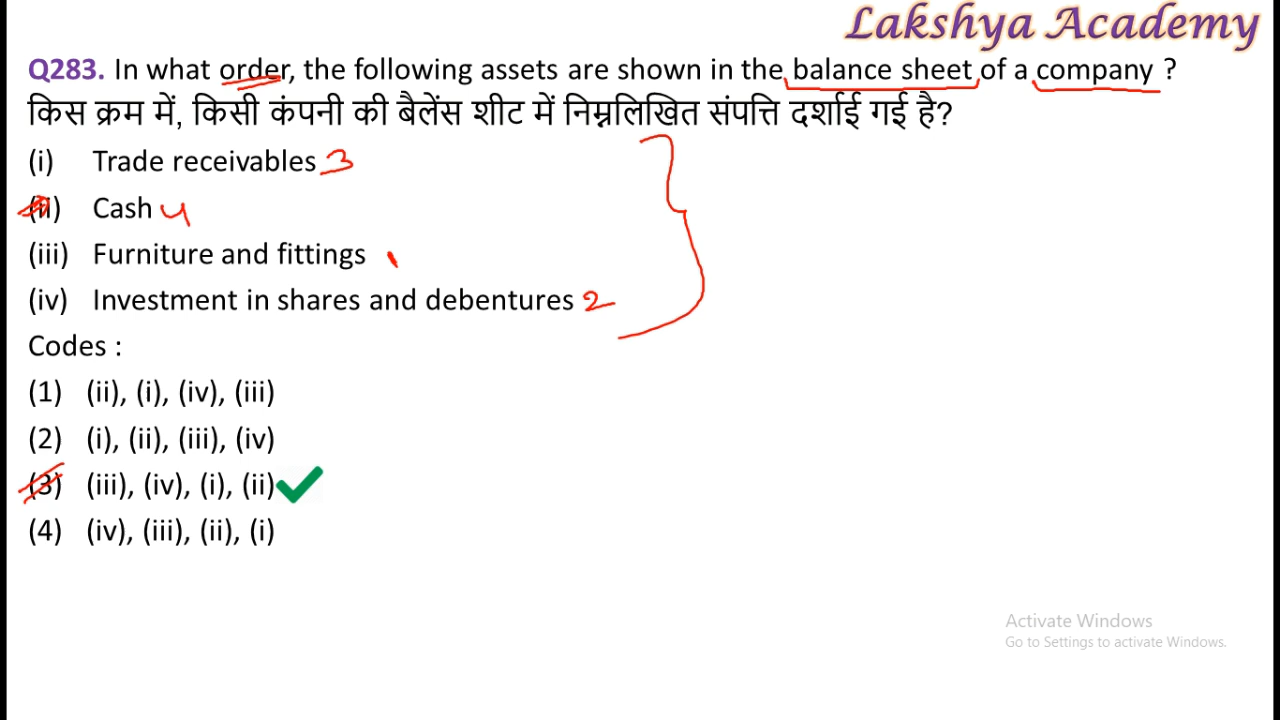 Lakshya Academy
Q283. In what order, the following assets are shown in the balance sheet of a company ?
किस क्रम में, किसी कंपनी की बैलेंस शीट में निम्नलिखित संपत्ति दर्शाई गई है?
(i) Trade receivables 3
(ii) Cash 4
(iii) Furniture and fittings 1
(iv) Investment in shares and debentures 2
Codes :
(1) (ii), (i), (iv), (iii)
(2) (i), (ii), (iii), (iv)
(3) (iii), (iv), (i), (ii)
(4) (iv), (iii), (ii), (i)
Activate Windows
Go to Settings to activate Windows.